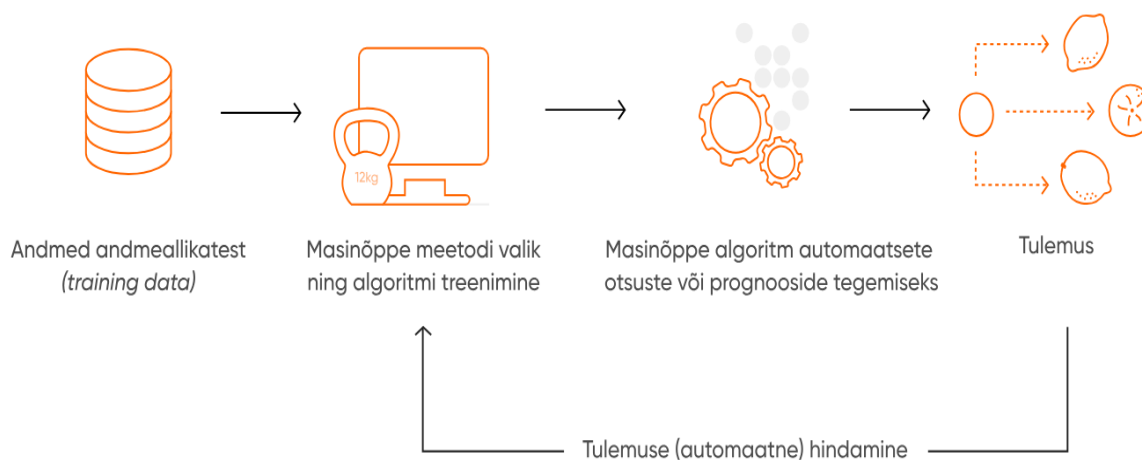 12kg
Andmed andmeallikatest
(training data)
Masinõppe meetodi valik
ning algoritmi treenimine
Masinõppe algoritm automaatsete
otsuste või prognooside tegemiseks
Tulemus
Tulemuse (automaatne) hindamine